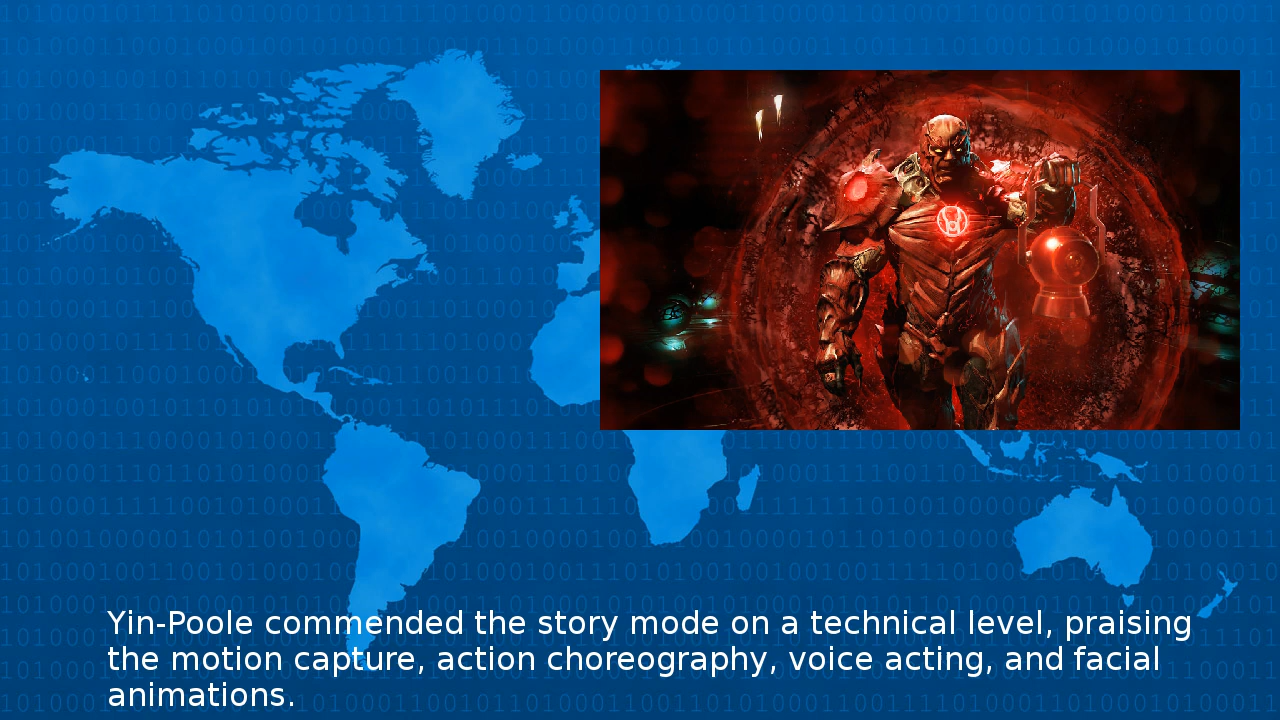 Yin-Poole commended the story mode on a technical level, praising
the motion capture, action choreography, voice acting, and facial
animations.